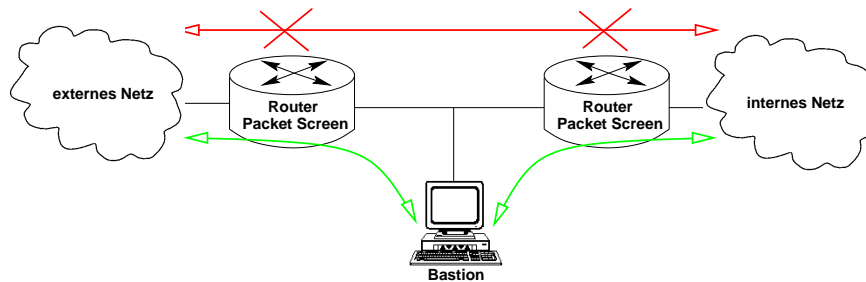 externes Netz
Router
Packet Screen
Router
Packet Screen
internes Netz
Bastion